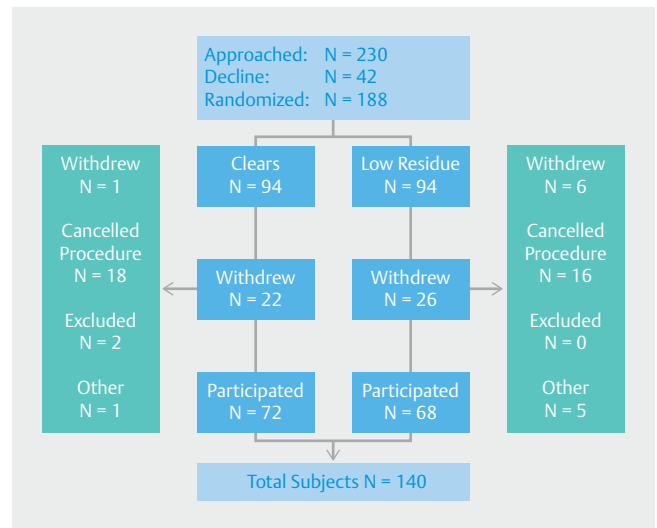 Approached: N = 230
Decline: N = 42
Randomized: N = 188
Withdrew
N = 1
Cancelled
Procedure
N = 18
Excluded
N = 2
Other
N = 1
Clears
N = 94
Low Residue
N = 94
Withdrew
N = 22
Withdrew
N = 26
Participated
N = 72
Participated
N = 68
Withdrew
N = 6
Cancelled
Procedure
N = 16
Excluded
N = 0
Other
N = 5
Total Subjects N = 140